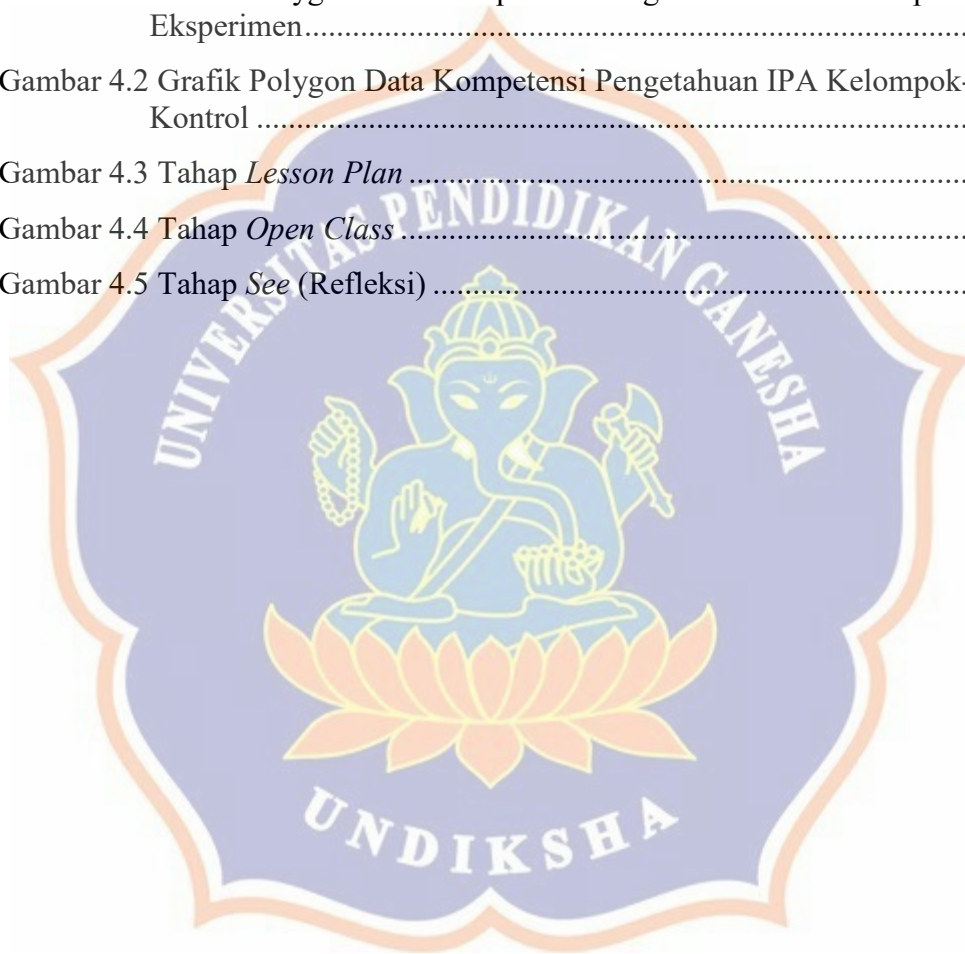 Eksperimen....................................................................................
Gambar 4.2 Grafik Polygon Data Kompetensi Pengetahuan IPA Kelompok-
Kontrol ..........................................................................................
Gambar 4.3 Tahap Lesson Plan ......................................................................
Gambar 4.4 Tahap Open Class .......................................................................
Gambar 4.5 Tahap See (Refleksi) ...................................................................
UNIVERSITAS PENDIDIKAN GANESHA
UNDIKSHA